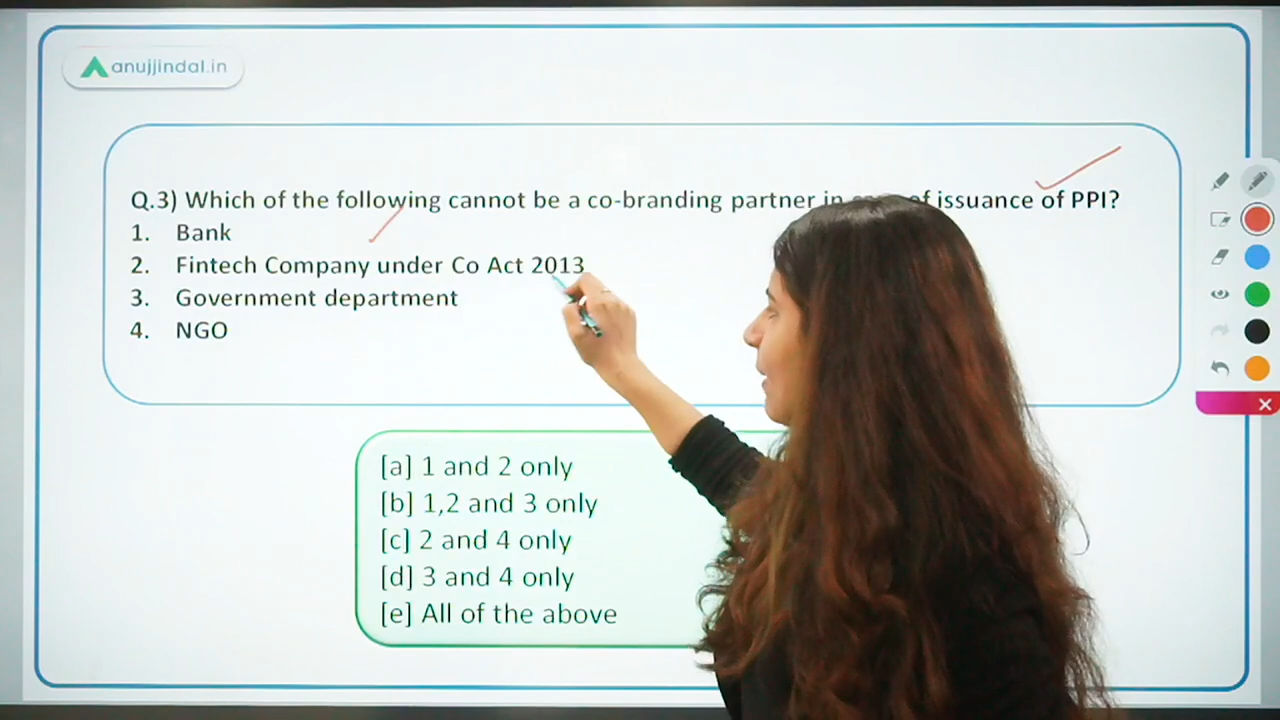 anujjindal.in
Q.3) Which of the following cannot be a co-branding partner in of issuance of PPI?
1. Bank
2. Fintech Company under Co Act 2013
3. Government department
4. NGO
[a] 1 and 2 only
[b] 1,2 and 3 only
[c] 2 and 4 only
[d] 3 and 4 only
[e] All of the above